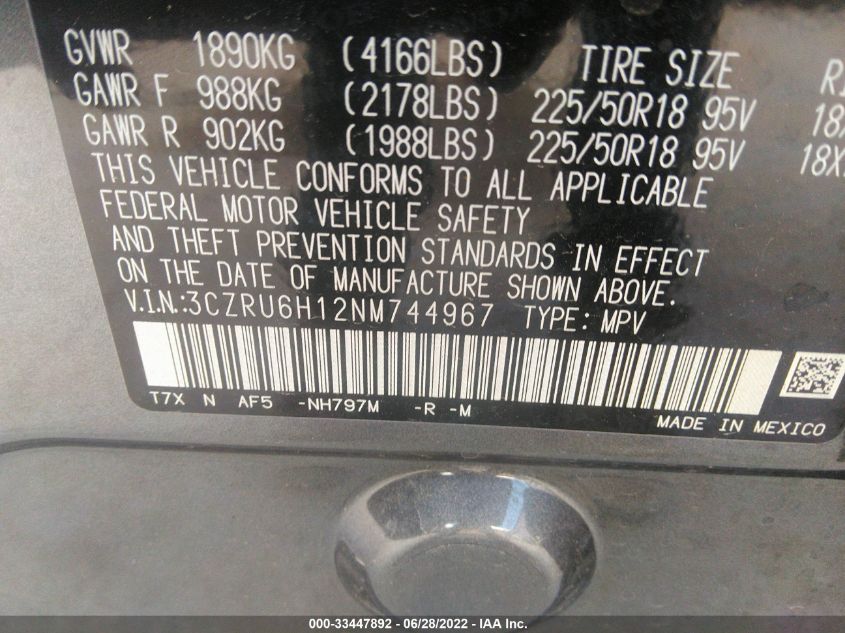 GVWR 1890KG (4166LBS) TIRE SIZE
GAWR F 988KG (2178LBS) 225/50R18 95V
GAWR R 902KG (1988LBS) 225/50R18 95V
THIS VEHICLE CONFORMS TO ALL APPLICABLE
FEDERAL MOTOR VEHICLE SAFETY
AND THEFT PREVENTION STANDARDS IN EFFECT
ON THE DATE OF MANUFACTURE SHOWN ABOVE.
V.I.N.:3CZRU6H12NM744967 TYPE: MPV
T7X N AF5 -NH797M -R -M
MADE IN MEXICO
000-33447892 - 06/28/2022 - IAA Inc.